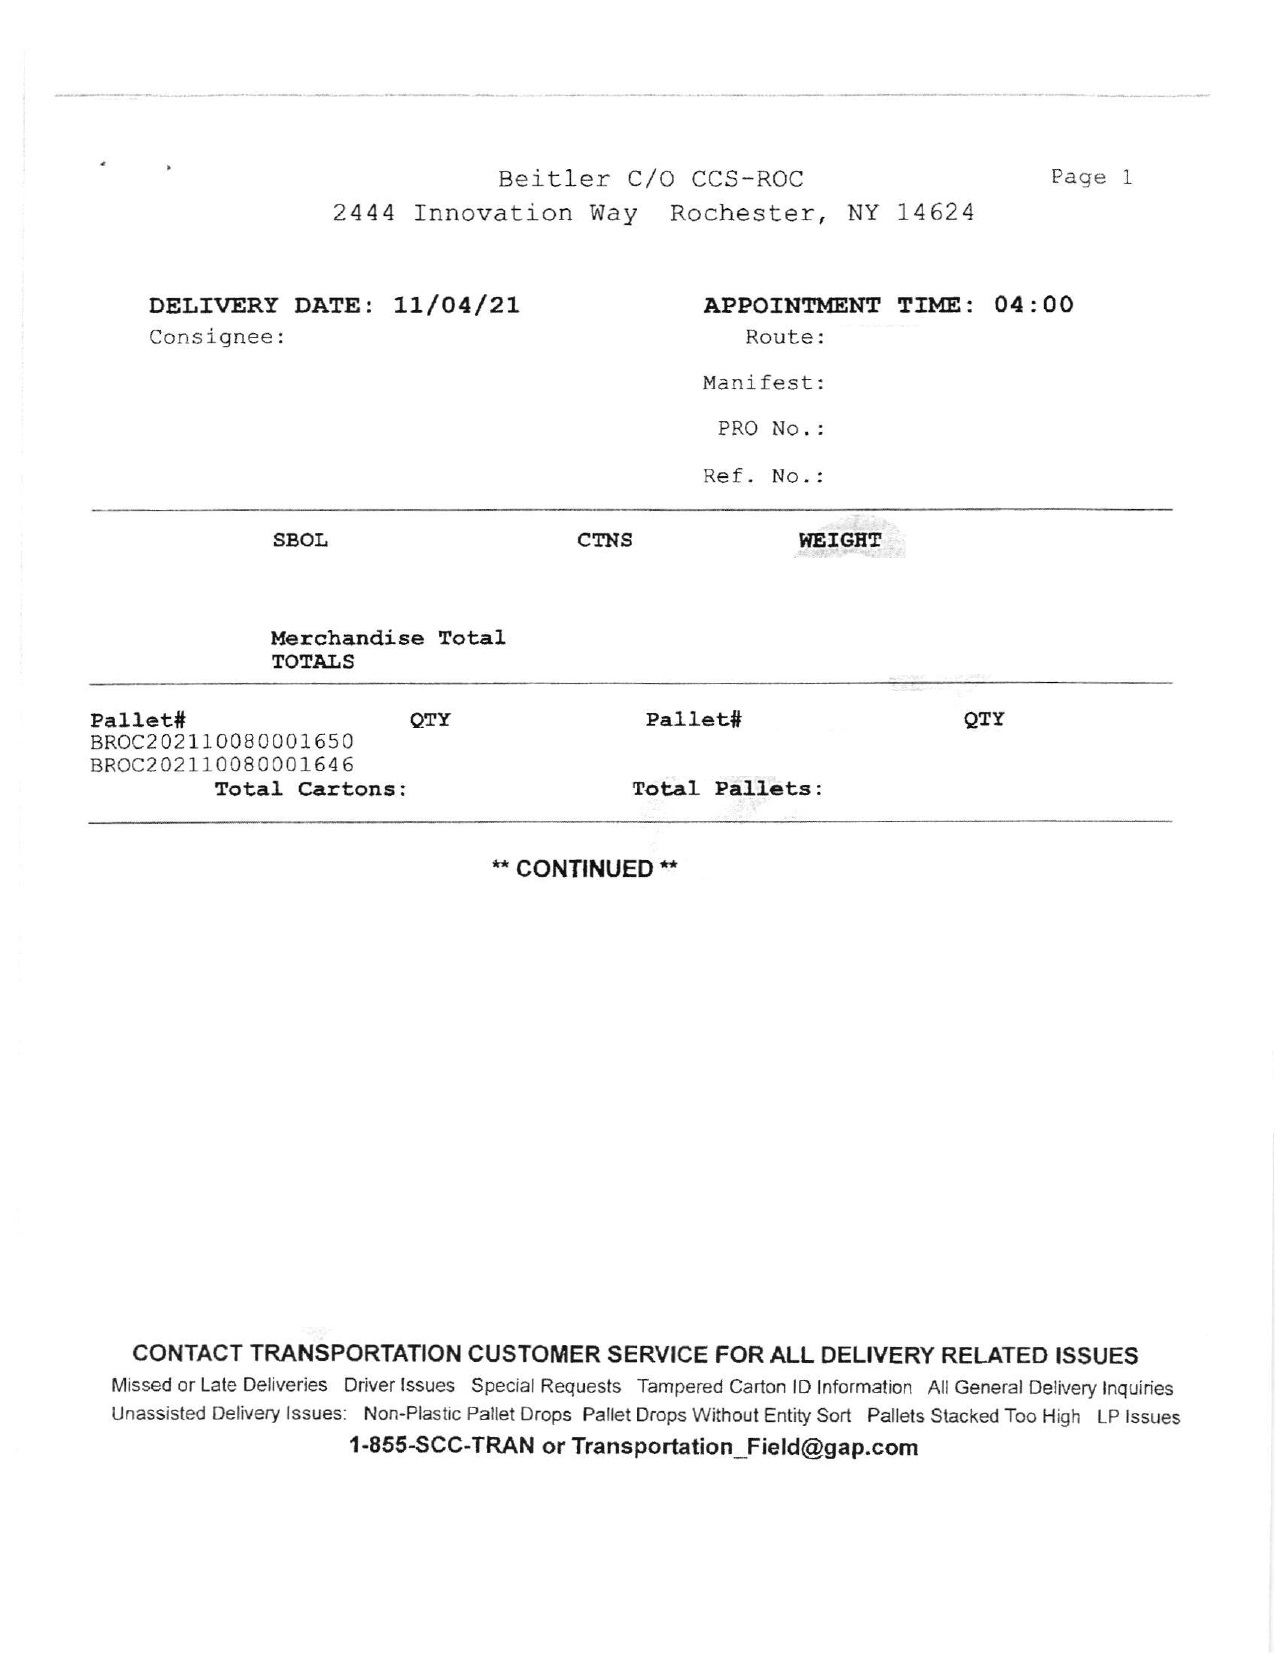 Beitler C/O CCS-ROC Page 1
2444 Innovation Way Rochester, NY 14624
DELIVERY DATE: 11/04/21 APPOINTMENT TIME: 04:00
Consignee: Route:
Manifest:
PRO No.:
Ref. No.:
SBOL CTNS WEIGHT
Merchandise Total
TOTALS
Pallet# QTY Pallet# QTY
BROC202110080001650
BROC202110080001646
Total Cartons: Total Pallets:
** CONTINUED **
CONTACT TRANSPORTATION CUSTOMER SERVICE FOR ALL DELIVERY RELATED ISSUES
Missed or Late Deliveries Driver Issues Special Requests Tampered Carton ID Information All General Delivery Inquiries
Unassisted Delivery Issues: Non-Plastic Pallet Drops Pallet Drops Without Entity Sort Pallets Stacked Too High LP Issues
1-855-SCC-TRAN or Transportation_Field@gap.com